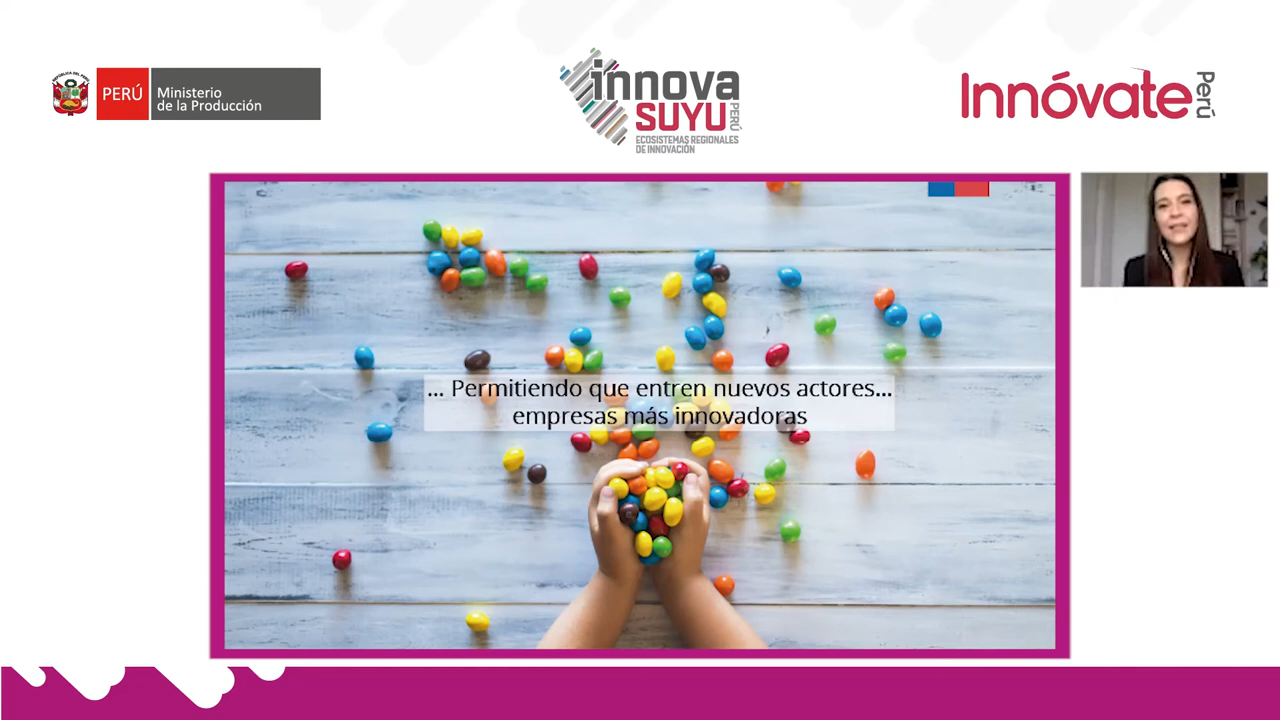 REPÚBLICA DEL PERÚ
PERÚ
Ministerio
de la Producción
innova
SUYU
PERÚ
ECOSISTEMAS REGIONALES
DE INNOVACIÓN
Innóvate
Perú
... Permitiendo que entren nuevos actores...
empresas más innovadoras